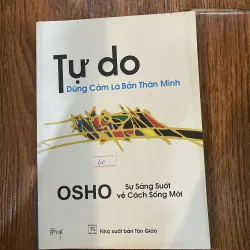 Tự do
Dũng Cảm Là Bản Thân Mình
60
OSHO
Sự Sáng Suốt
về Cách Sống Mới
Nhà xuất bản Tôn Giáo